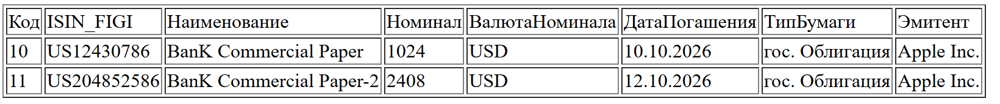 Код ISIN_FIGI Наименование Номинал ВалютаНоминала ДатаПогашения ТипБумаги Эмитент
10 US12430786 BanK Commercial Paper 1024 USD 10.10.2026 гос. Облигация Apple Inc.
11 US204852586 BanK Commercial Paper-2 2408 USD 12.10.2026 гос. Облигация Apple Inc.